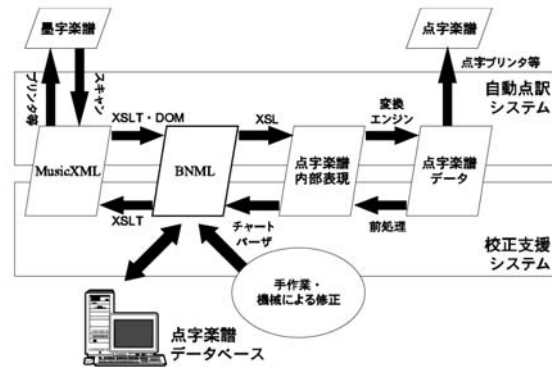 墨字楽譜
点字楽譜
プリンタ等
スキャン
点字プリンタ等
自動点訳
システム
XSLT・DOM
XSL
変換
エンジン
MusicXML
BNML
点字楽譜
内部表現
点字楽譜
データ
XSLT
チャート
パーザ
前処理
校正支援
システム
手作業・
機械による修正
点字楽譜
データベース